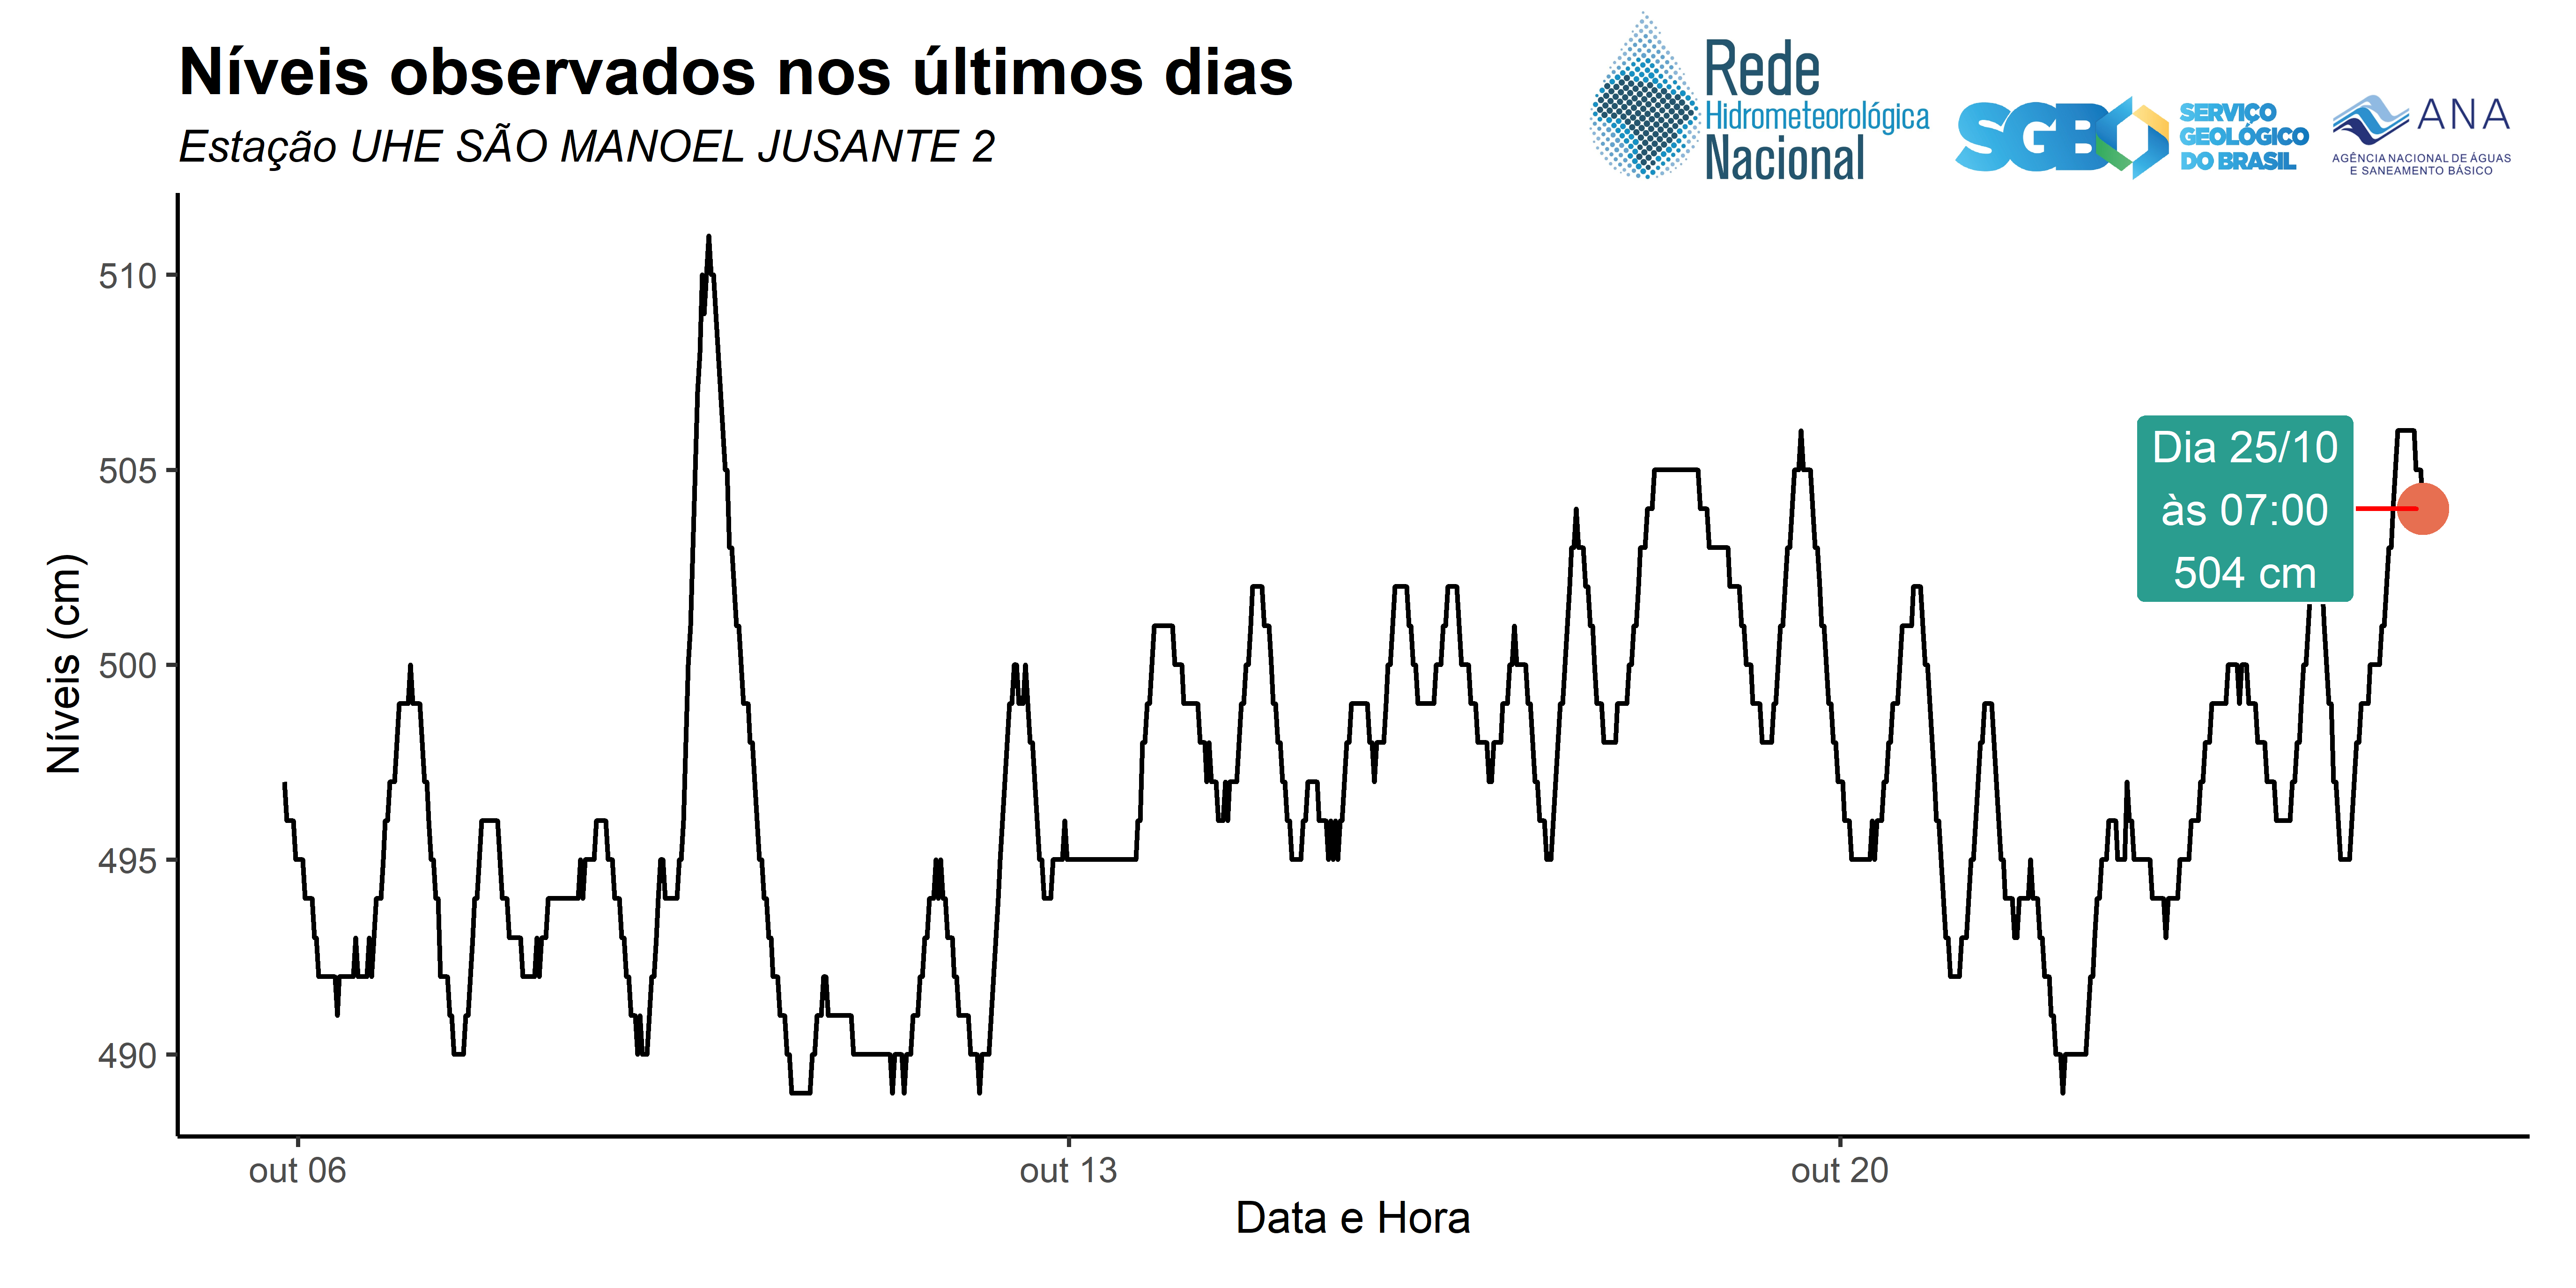 Níveis observados nos últimos dias
Estação UHE SÃO MANOEL JUSANTE 2
Rede
Hidrometeorológica
Nacional
SGB
SERVIÇO
GEOLÓGICO
DO BRASIL
ANA
AGÊNCIA NACIONAL DE ÁGUAS
E SANEAMENTO BÁSICO
Níveis (cm)
510
505
500
495
490
Dia 25/10
às 07:00
504 cm
out 06
out 13
out 20
Data e Hora